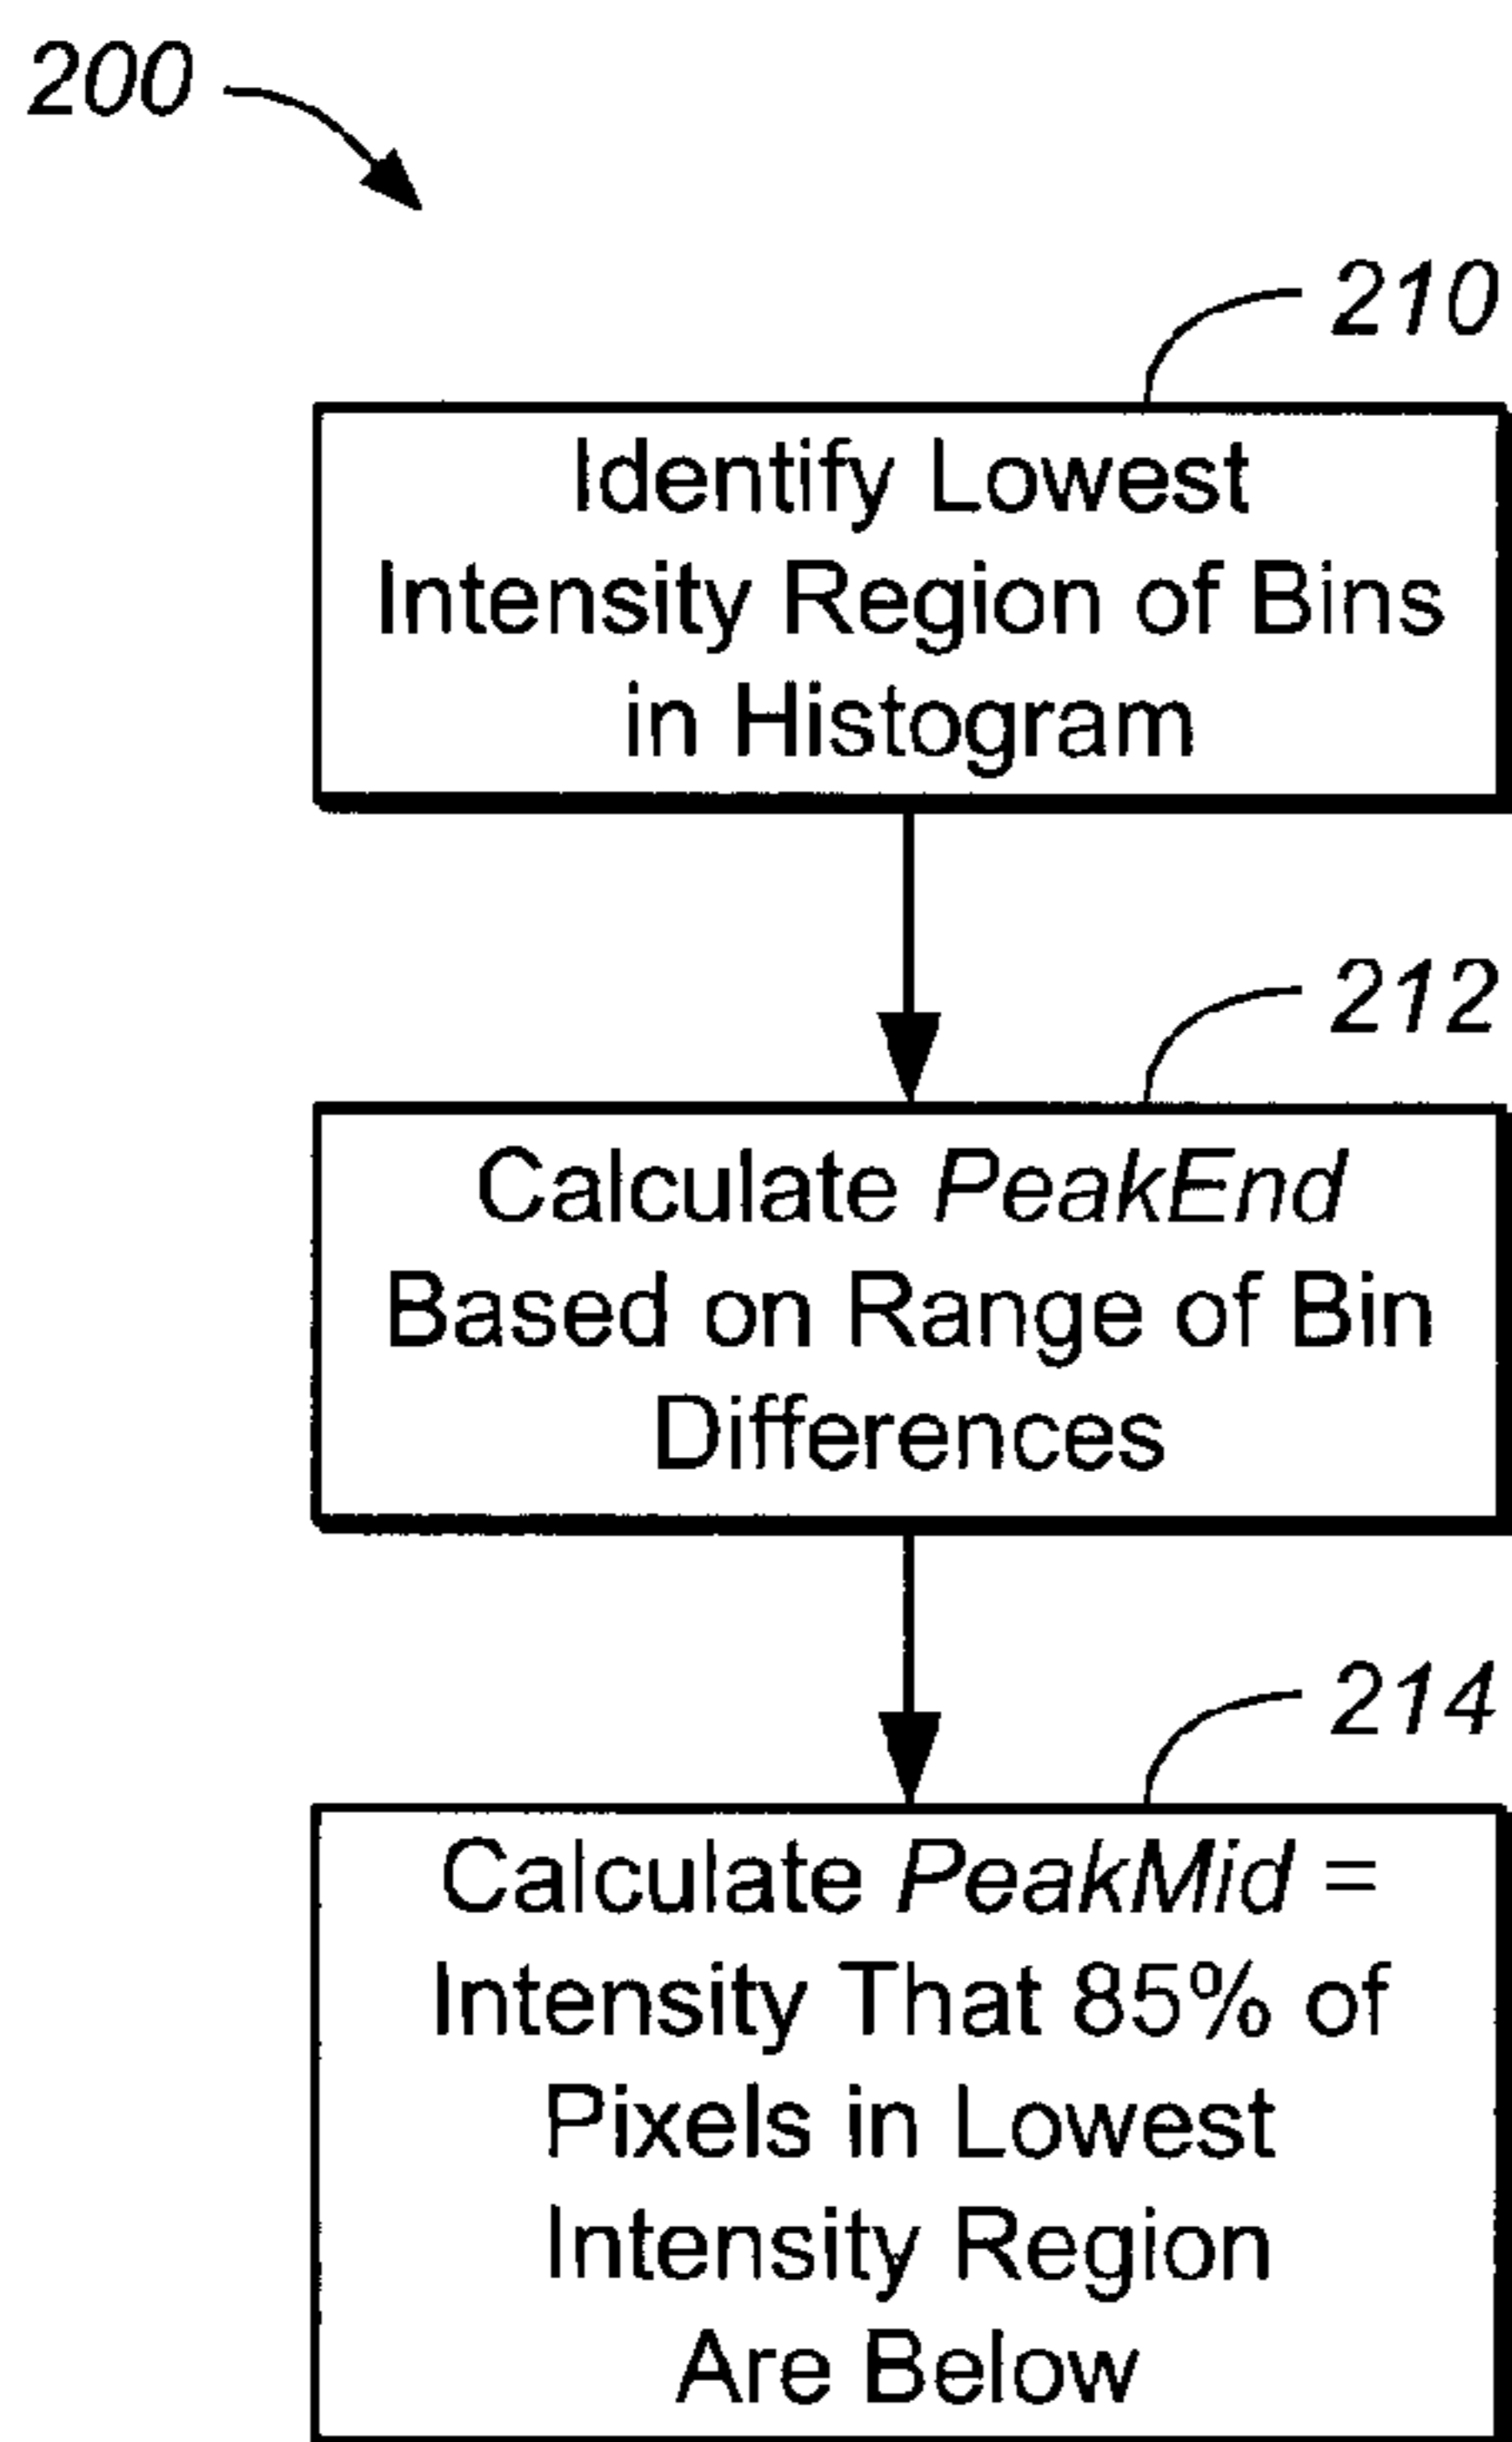 200
210
Identify Lowest
Intensity Region of Bins
in Histogram
212
Calculate PeakEnd
Based on Range of Bin
Differences
214
Calculate PeakMid =
Intensity That 85% of
Pixels in Lowest
Intensity Region
Are Below